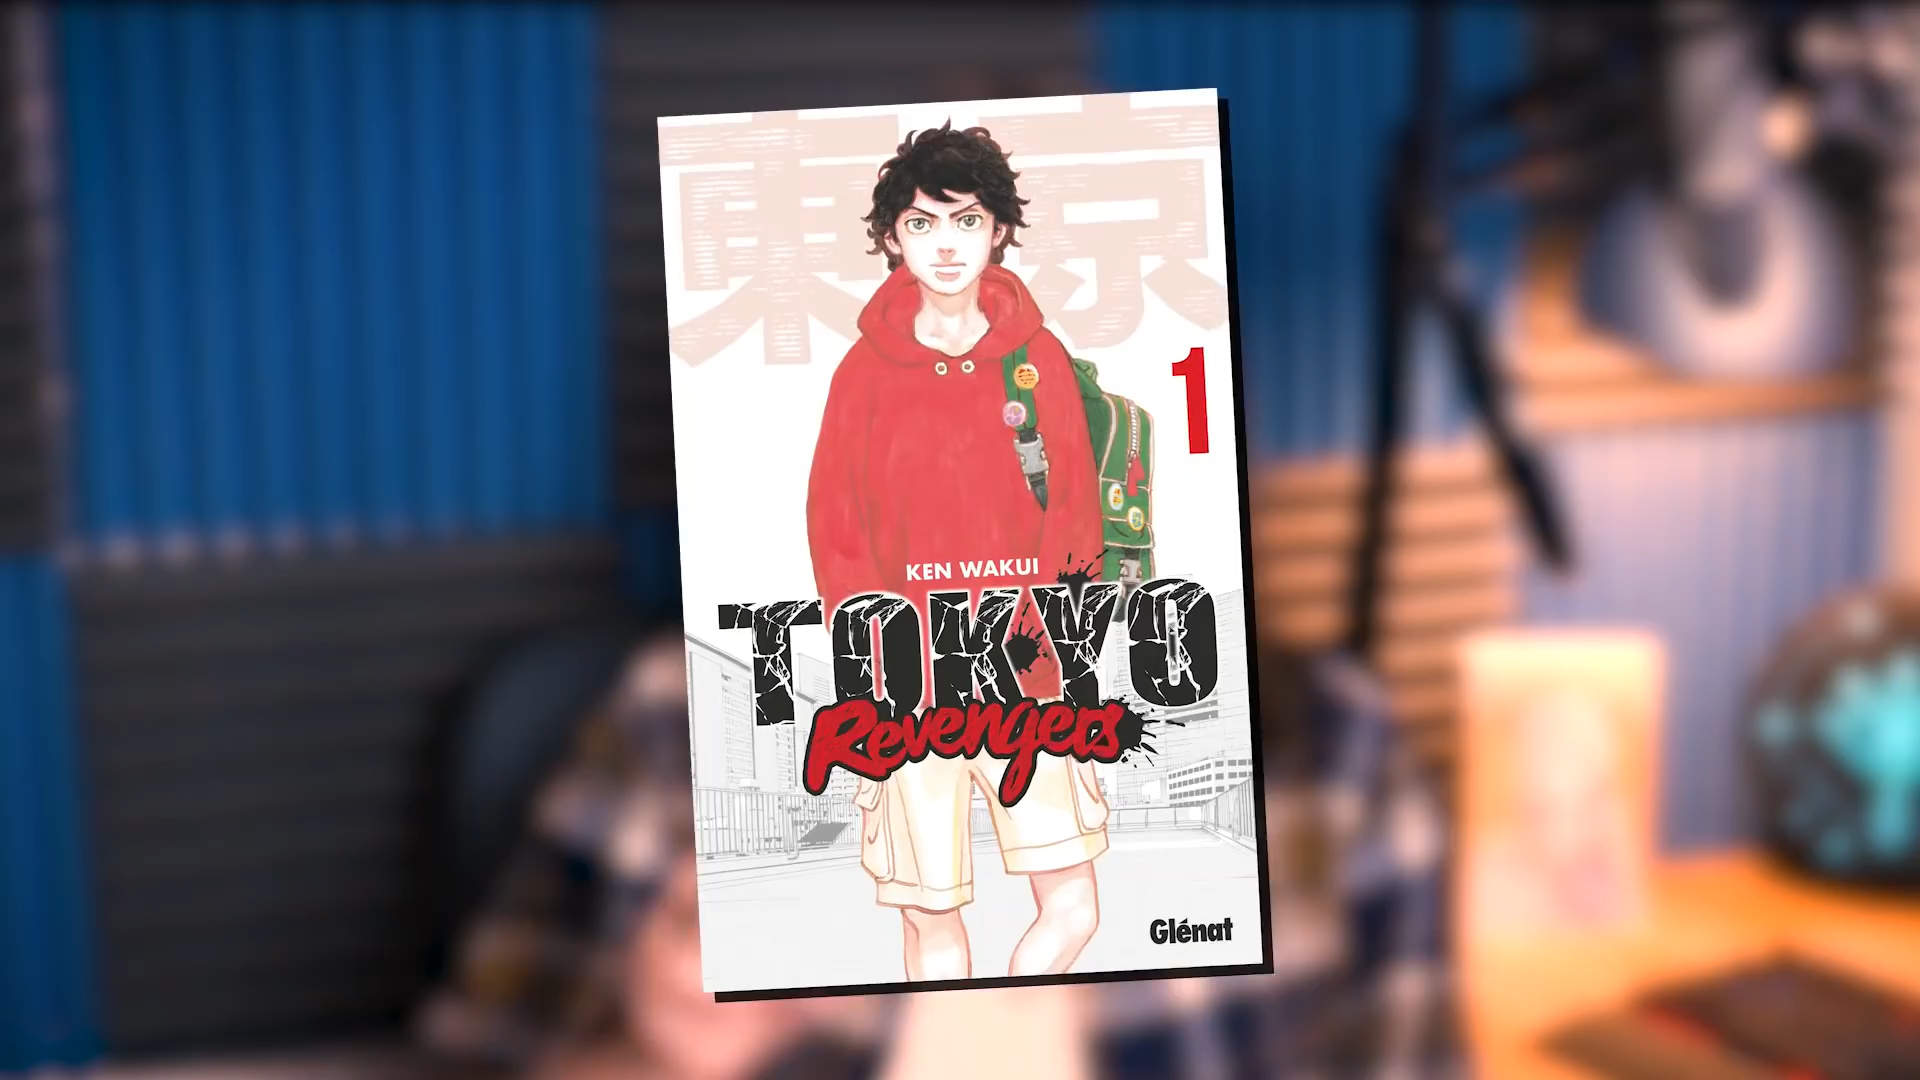 東京
1
KEN WAKUI
TOKYO
Revengers
Glénat